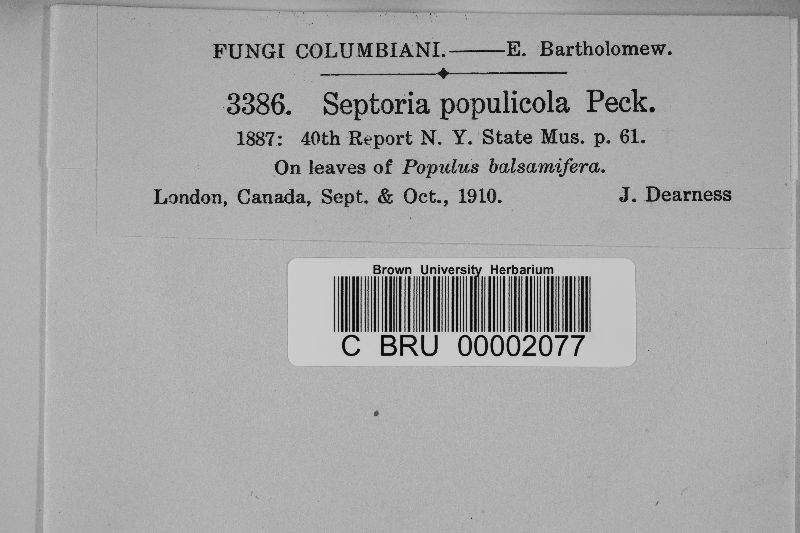 FUNGI COLUMBIANI.——E. Bartholomew.
3386. Septoria populicola Peck.
1887: 40th Report N. Y. State Mus. p. 61.
On leaves of Populus balsamifera.
London, Canada, Sept. & Oct., 1910. J. Dearness
Brown University Herbarium
C BRU 00002077